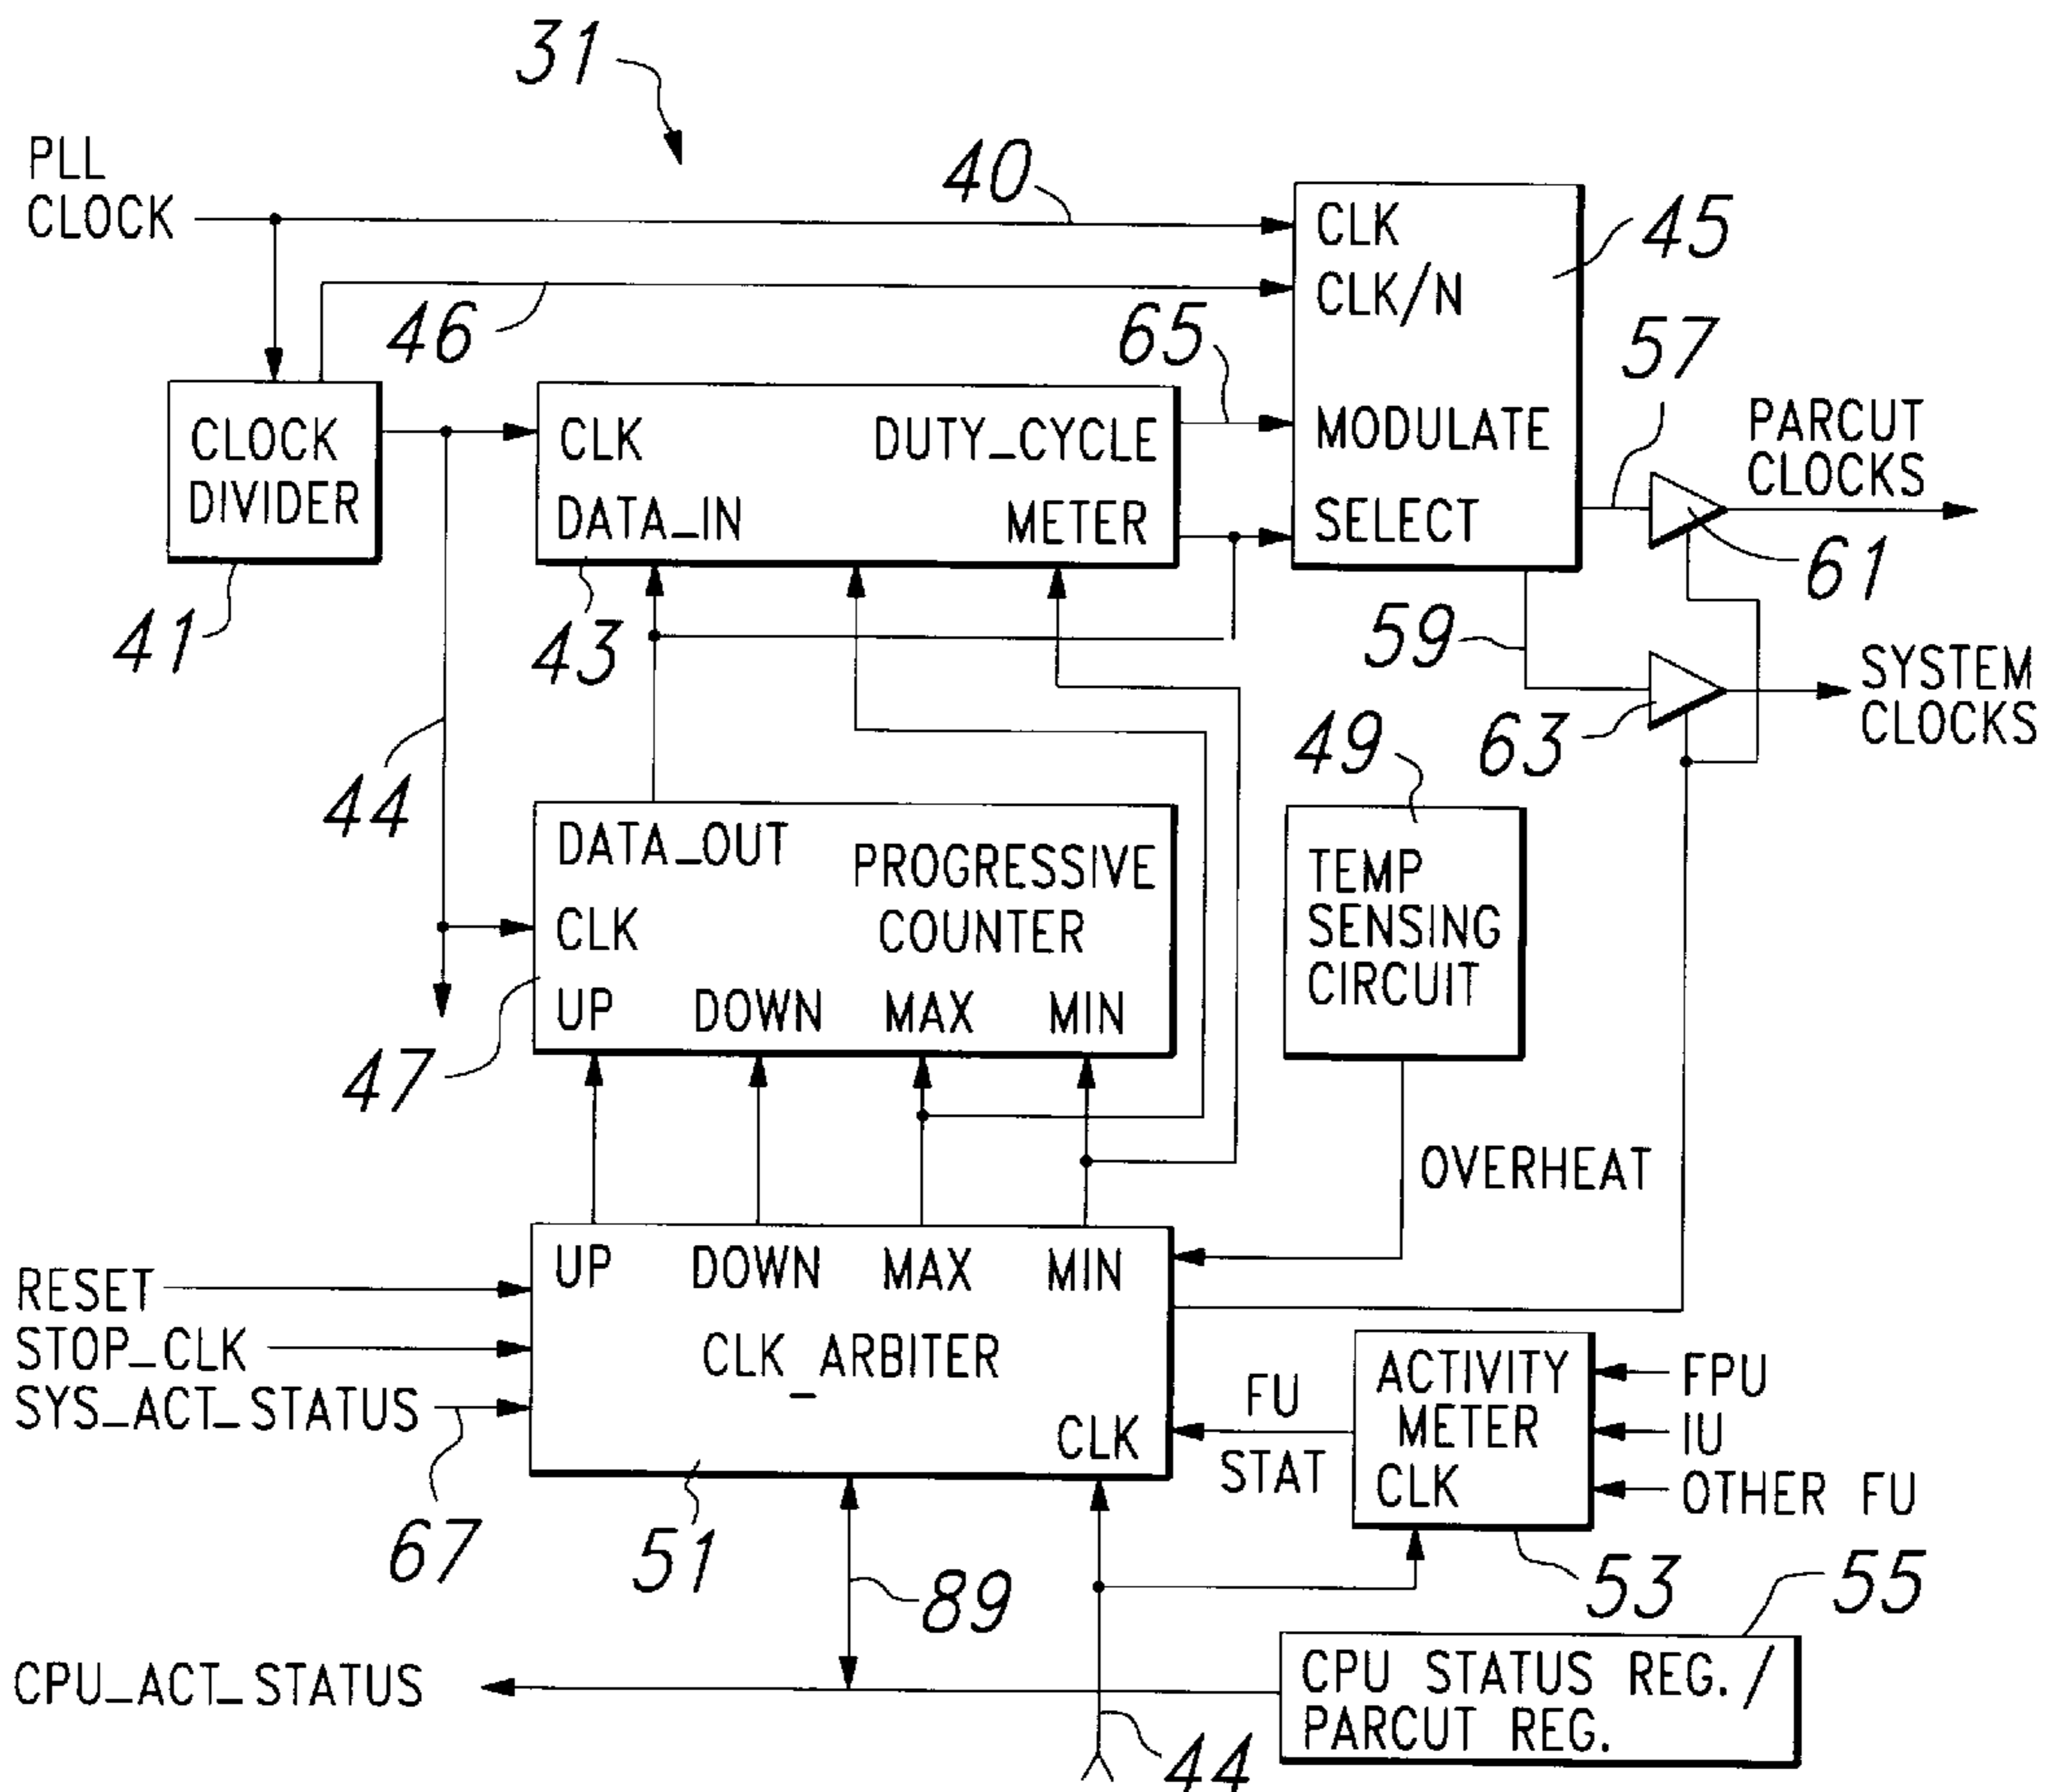 31
PLL
CLOCK
40
CLK
45
CLK/N
46
65
57
CLOCK
DIVIDER
CLK
DUTY_CYCLE
MODULATE
PARCUT
CLOCKS
DATA_IN
METER
SELECT
61
41
43
59
SYSTEM
CLOCKS
63
44
49
DATA_OUT
PROGRESSIVE
COUNTER
CLK
TEMP
SENSING
CIRCUIT
UP
DOWN
MAX
MIN
47
OVERHEAT
UP
DOWN
MAX
MIN
RESET
STOP_CLK
SYS_ACT_STATUS
CLK_ARBITER
CLK
FU
STAT
ACTIVITY
METER
CLK
FPU
IU
OTHER FU
67
51
89
53
55
CPU_ACT_STATUS
CPU STATUS REG./
PARCUT REG.
44